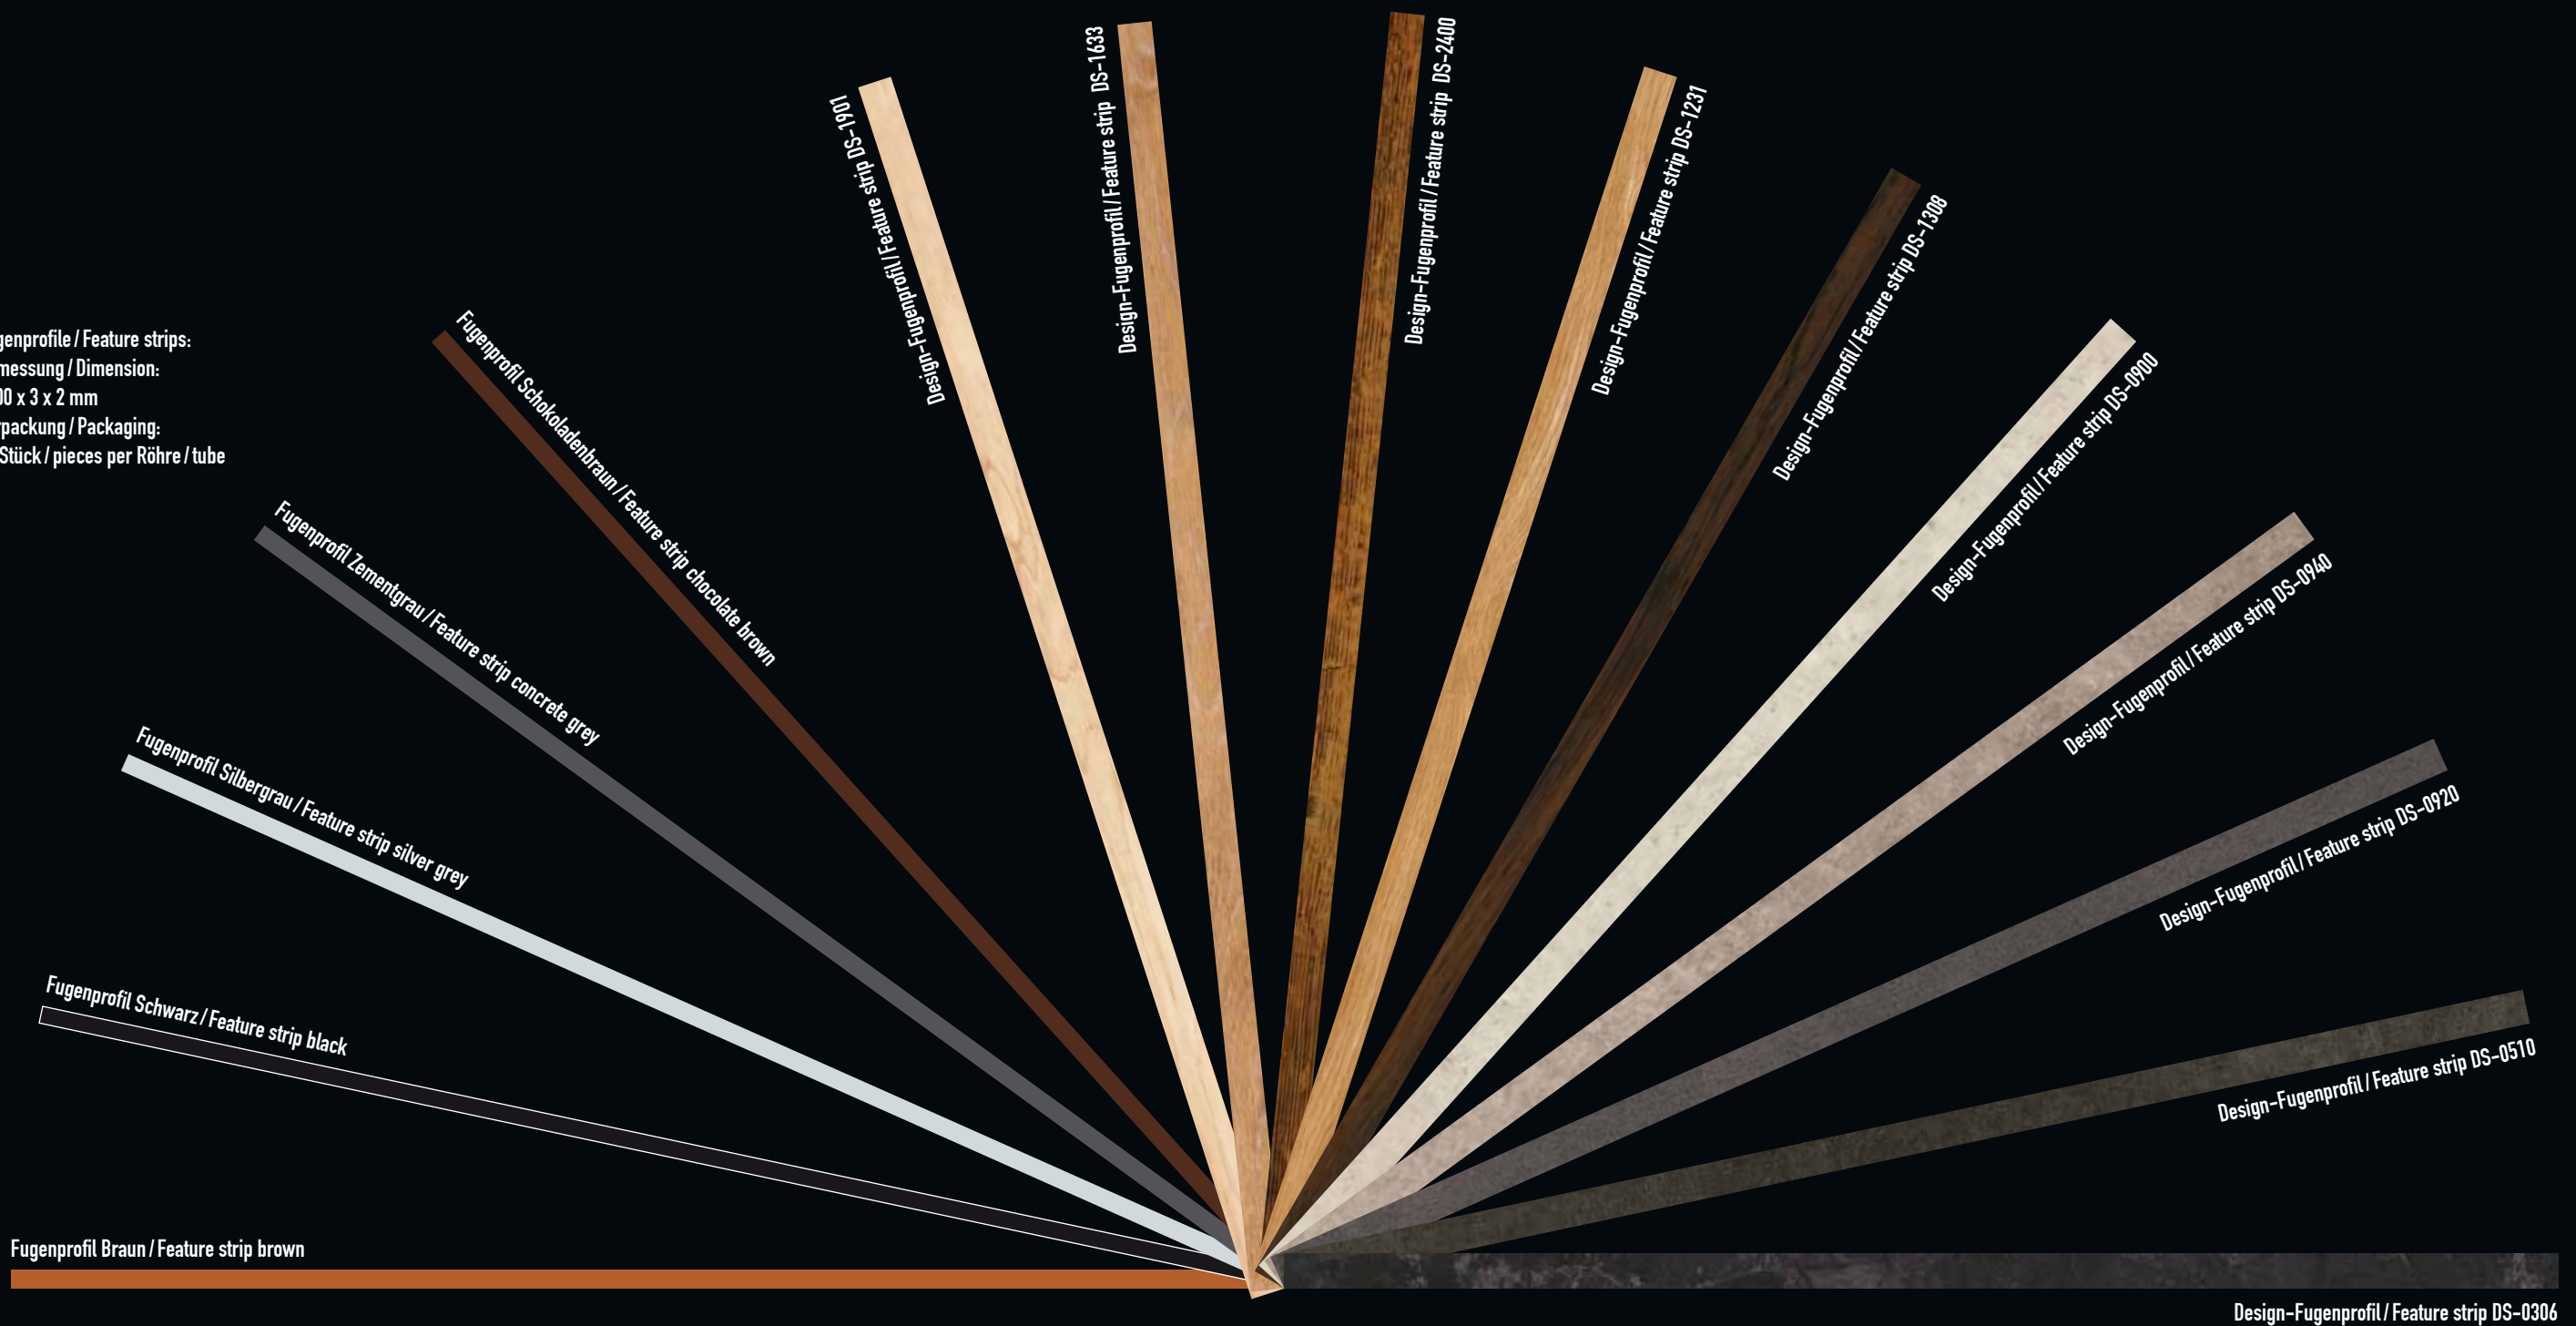 genprofile / Feature strips:
messung / Dimension:
00 x 3 x 2 mm
rpackung / Packaging:
Stück / pieces per Röhre / tube
Fugenprofil Braun / Feature strip brown
Fugenprofil Schwarz / Feature strip black
Fugenprofil Silbergrau / Feature strip silver grey
Fugenprofil Zementgrau / Feature strip concrete grey
Fugenprofil Schokoladenbraun / Feature strip chocolate brown
Design-Fugenprofil / Feature strip DS-1901
Design-Fugenprofil / Feature strip DS-1633
Design-Fugenprofil / Feature strip DS-2400
Design-Fugenprofil / Feature strip DS-1231
Design-Fugenprofil / Feature strip DS-1308
Design-Fugenprofil / Feature strip DS-0900
Design-Fugenprofil / Feature strip DS-0940
Design-Fugenprofil / Feature strip DS-0920
Design-Fugenprofil / Feature strip DS-0510
Design-Fugenprofil / Feature strip DS-0306